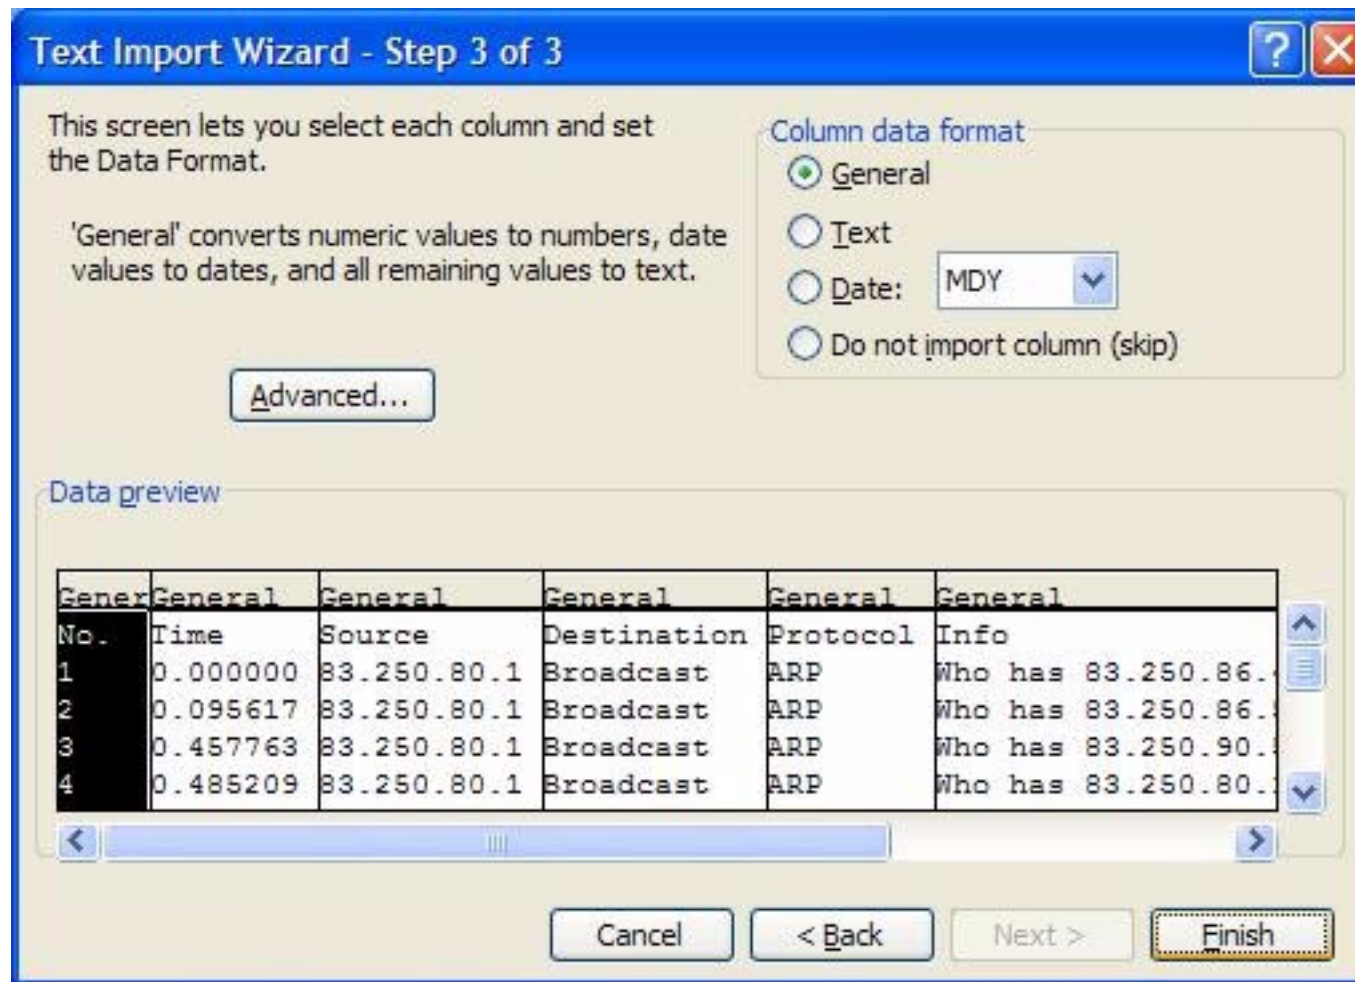 Text Import Wizard - Step 3 of 3
This screen lets you select each column and set
the Data Format.
'General' converts numeric values to numbers, date
values to dates, and all remaining values to text.
Advanced...
Column data format
General
Text
Date: MDY
Do not import column (skip)
Data preview
Gener General General General General General
No. Time Source Destination Protocol Info
1 0.000000 83.250.80.1 Broadcast ARP Who has 83.250.86.
2 0.095617 83.250.80.1 Broadcast ARP Who has 83.250.86.
3 0.457763 83.250.80.1 Broadcast ARP Who has 83.250.90.
4 0.485209 83.250.80.1 Broadcast ARP Who has 83.250.80.
Cancel < Back Next > Finish